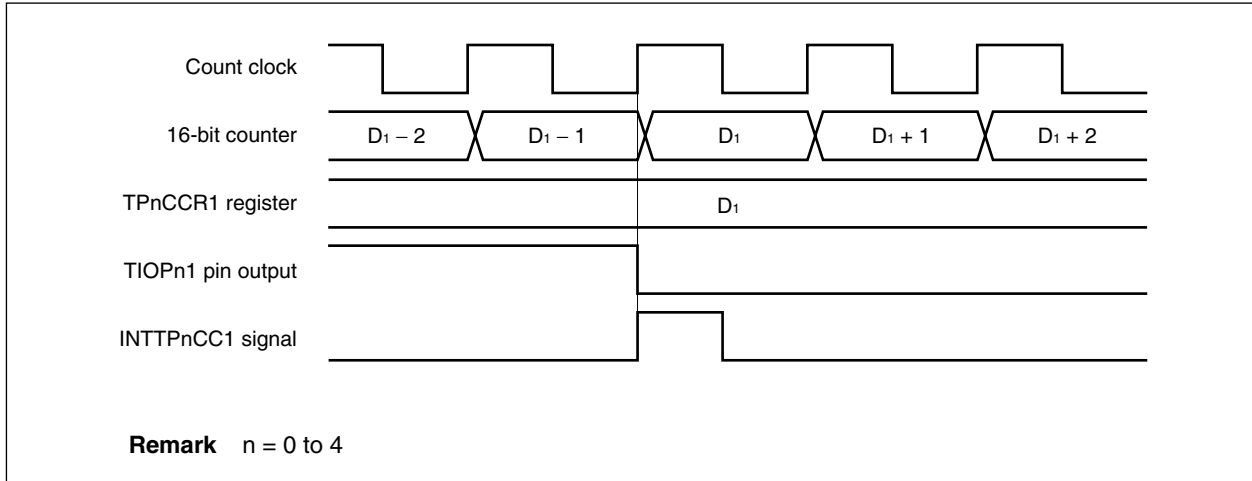 Count clock
16-bit counter
D₁ − 2
D₁ − 1
D₁
D₁ + 1
D₁ + 2
TPnCCR1 register
D₁
TIOPn1 pin output
INTTPnCC1 signal
Remark n = 0 to 4